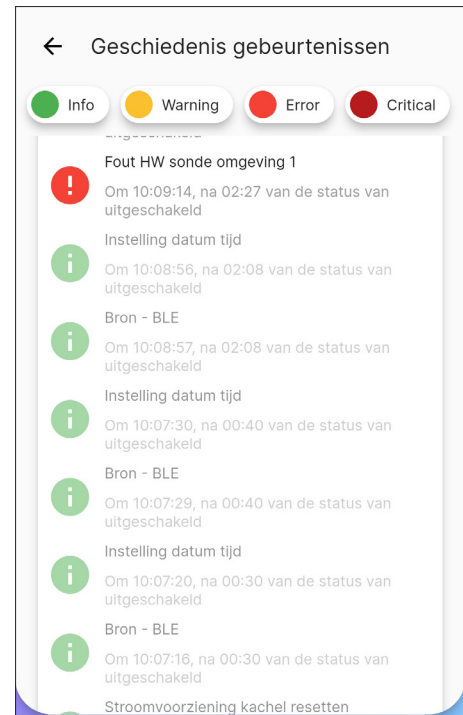 Geschiedenis gebeurtenissen
Info
Warning
Error
Critical
uitgeschakeld
Fout HW sonde omgeving 1
Om 10:09:14, na 02:27 van de status van
uitgeschakeld
Instelling datum tijd
Om 10:08:56, na 02:08 van de status van
uitgeschakeld
Bron - BLE
Om 10:08:57, na 02:08 van de status van
uitgeschakeld
Instelling datum tijd
Om 10:07:30, na 00:40 van de status van
uitgeschakeld
Bron - BLE
Om 10:07:29, na 00:40 van de status van
uitgeschakeld
Instelling datum tijd
Om 10:07:20, na 00:30 van de status van
uitgeschakeld
Bron - BLE
Om 10:07:16, na 00:30 van de status van
uitgeschakeld
Stroomvoorziening kachel resetten